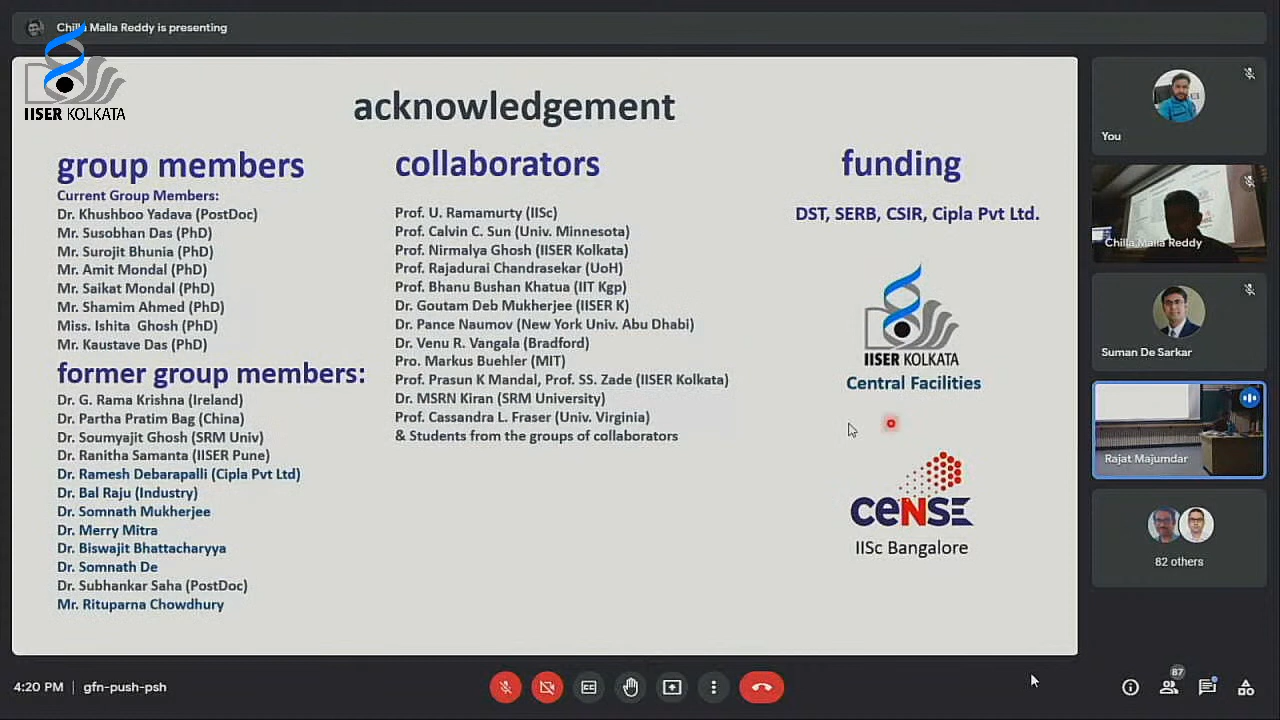 Chilla Malla Reddy is presenting
IISER KOLKATA
acknowledgement
group members
Current Group Members:
Dr. Khushboo Yadava (PostDoc)
Mr. Susobhan Das (PhD)
Mr. Surojit Bhunia (PhD)
Mr. Amit Mondal (PhD)
Mr. Saikat Mondal (PhD)
Mr. Shamim Ahmed (PhD)
Miss. Ishita Ghosh (PhD)
Mr. Kaustave Das (PhD)
former group members:
Dr. G. Rama Krishna (Ireland)
Dr. Partha Pratim Bag (China)
Dr. Soumyajit Ghosh (SRM Univ)
Dr. Ranitha Samanta (IISER Pune)
Dr. Ramesh Debarapalli (Cipla Pvt Ltd)
Dr. Bal Raju (Industry)
Dr. Somnath Mukherjee
Dr. Merry Mitra
Dr. Biswajit Bhattacharyya
Dr. Somnath De
Dr. Subhankar Saha (PostDoc)
Mr. Rituparna Chowdhury
collaborators
Prof. U. Ramamurty (IISc)
Prof. Calvin C. Sun (Univ. Minnesota)
Prof. Nirmalya Ghosh (IISER Kolkata)
Prof. Rajadurai Chandrasekar (UoH)
Prof. Bhanu Bushan Khatua (IIT Kgp)
Dr. Goutam Deb Mukherjee (IISER K)
Dr. Pance Naumov (New York Univ. Abu Dhabi)
Dr. Venu R. Vangala (Bradford)
Pro. Markus Buehler (MIT)
Prof. Prasun K Mandal, Prof. SS. Zade (IISER Kolkata)
Dr. MSRN Kiran (SRM University)
Prof. Cassandra L. Fraser (Univ. Virginia)
& Students from the groups of collaborators
funding
DST, SERB, CSIR, Cipla Pvt Ltd.
IISER KOLKATA
Central Facilities
CeNSE
IISc Bangalore
You
Chilla Malla Reddy
Suman De Sarkar
Rajat Majumdar
82 others
4:20 PM | gfn-push-psh
87